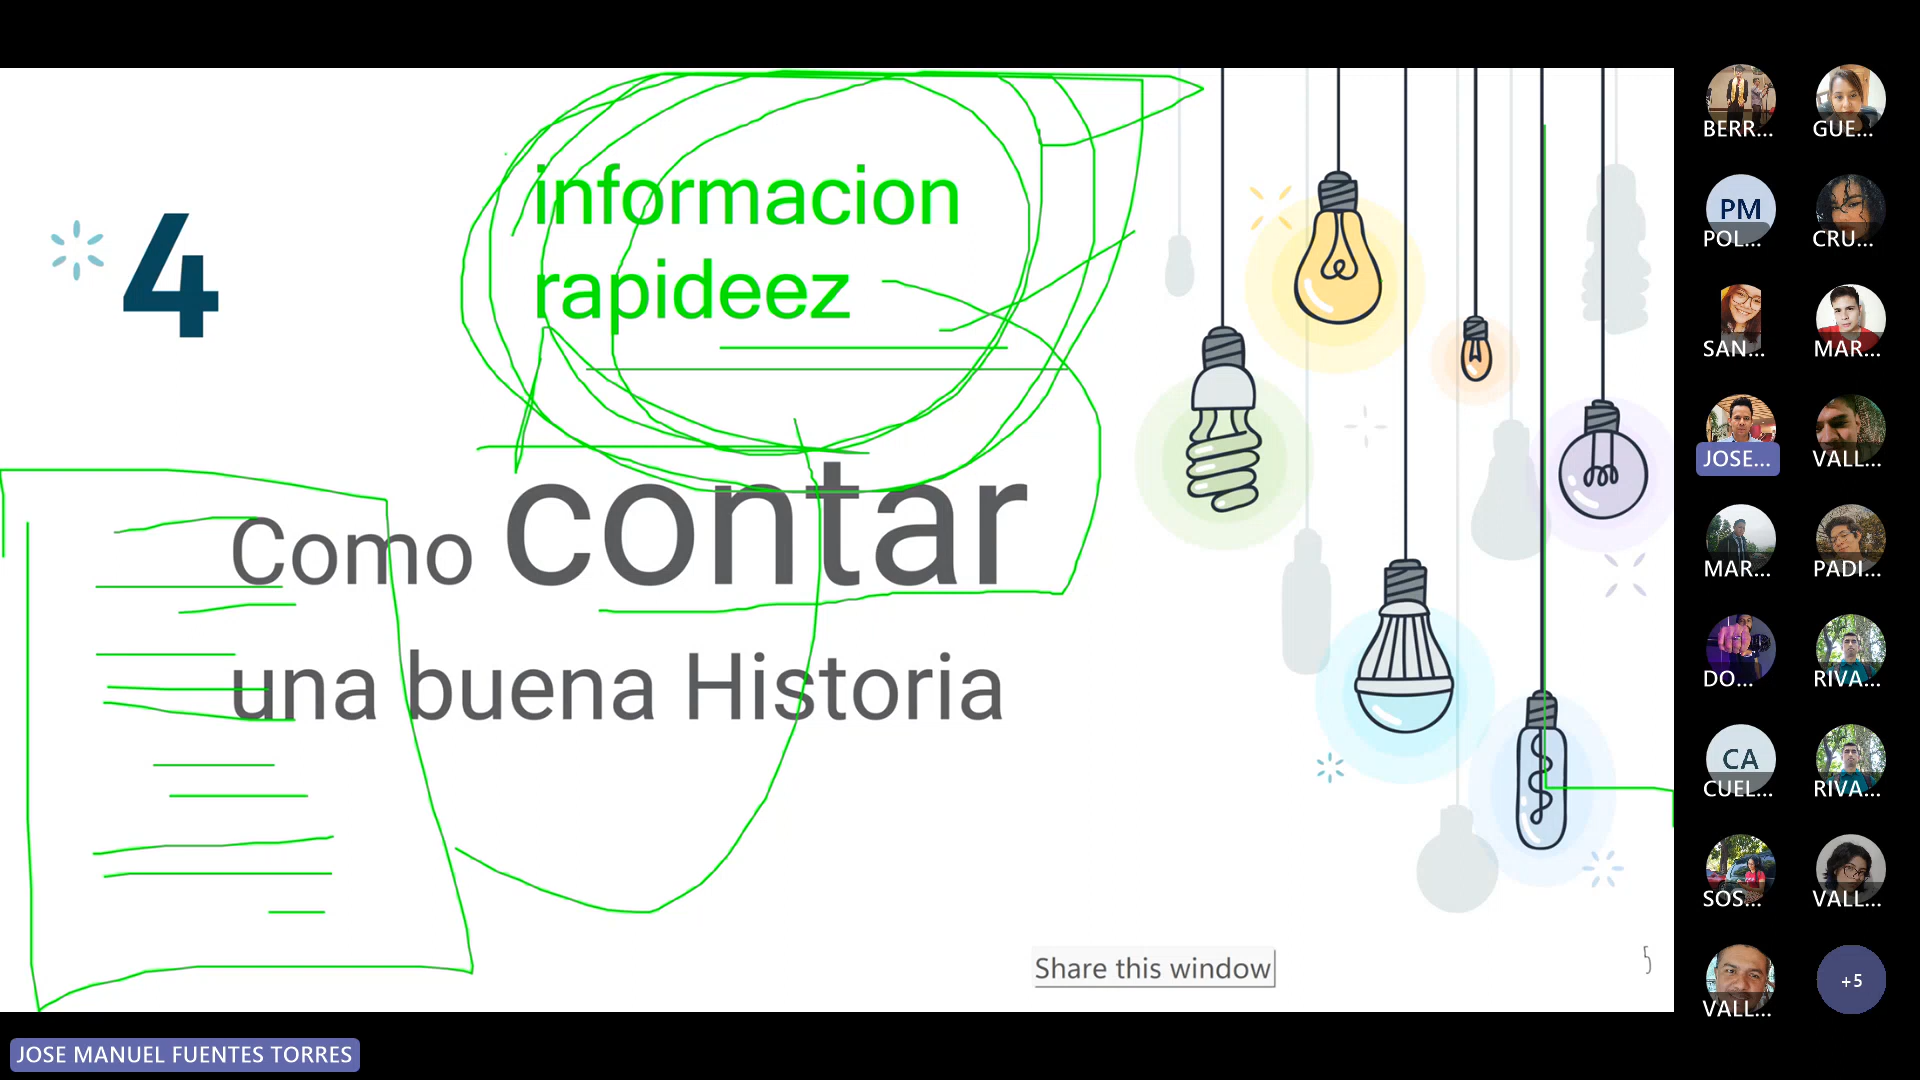 informacion
rapideez
4
Como contar
una buena Historia
Share this window
5
JOSE MANUEL FUENTES TORRES
BERR...
GUE...
PM
POL...
CRU...
SAN...
MAR...
JOSE...
VALL...
MAR...
PADI...
DO...
RIVA...
CA
CUEL...
RIVA...
SOS...
VALL...
VALL...
+5